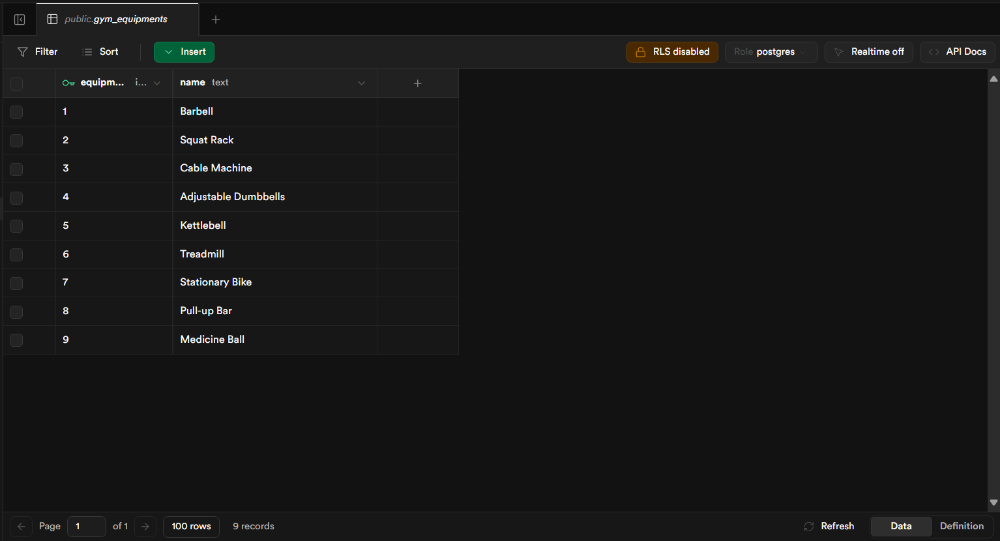 public.gym_equipments
Filter Sort Insert RLS disabled Role postgres Realtime off API Docs
equipm... i... name text
1 Barbell
2 Squat Rack
3 Cable Machine
4 Adjustable Dumbbells
5 Kettlebell
6 Treadmill
7 Stationary Bike
8 Pull-up Bar
9 Medicine Ball
Page 1 of 1 100 rows 9 records Refresh Data Definition